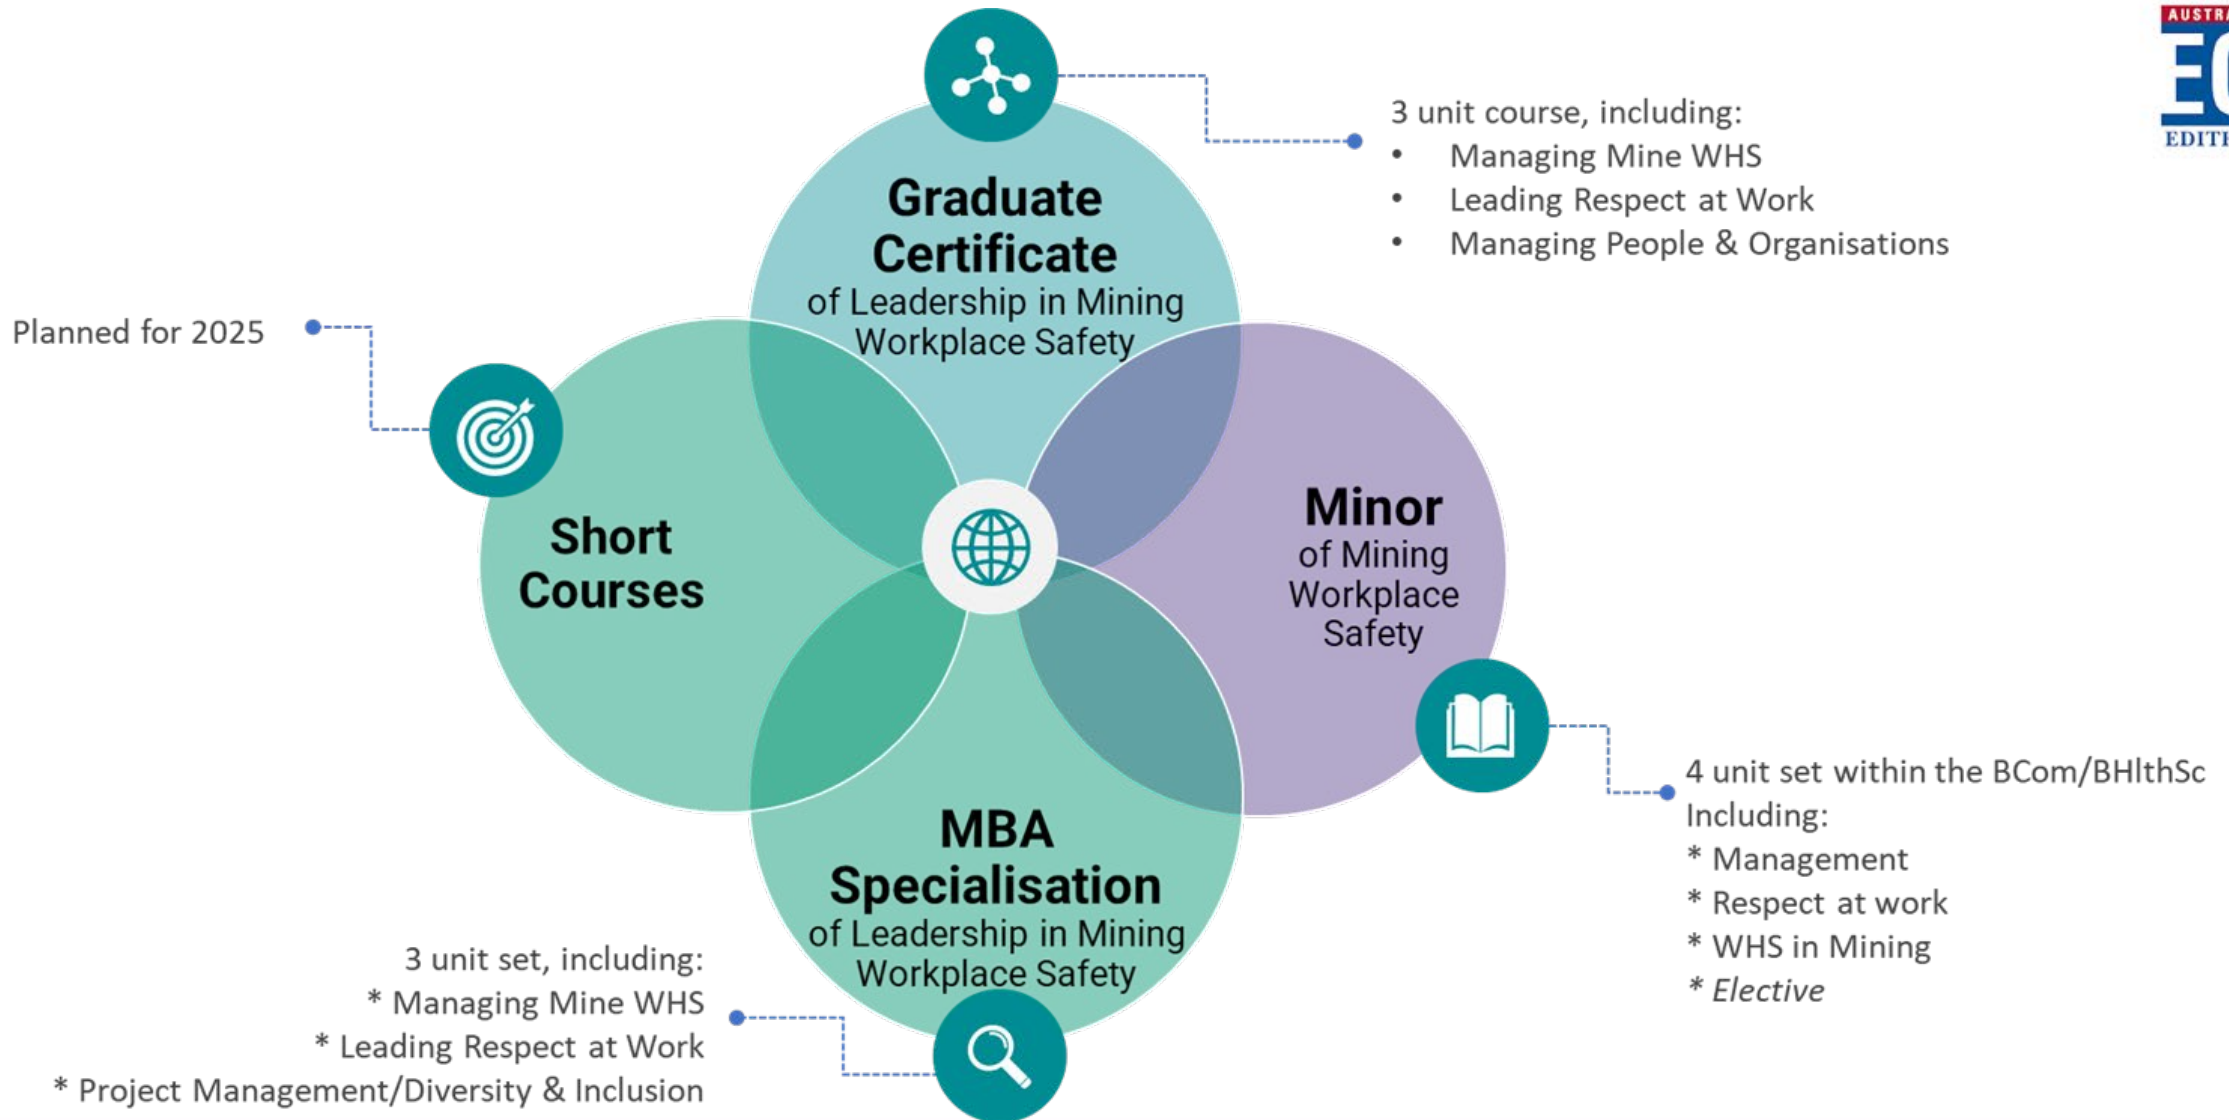 Graduate
Certificate
of Leadership in Mining
Workplace Safety
3 unit course, including:
• Managing Mine WHS
• Leading Respect at Work
• Managing People & Organisations
Planned for 2025
Short
Courses
Minor
of Mining
Workplace
Safety
4 unit set within the BCom/BHlthSc
Including:
* Management
* Respect at work
* WHS in Mining
* Elective
MBA
Specialisation
of Leadership in Mining
Workplace Safety
3 unit set, including:
* Managing Mine WHS
* Leading Respect at Work
* Project Management/Diversity & Inclusion